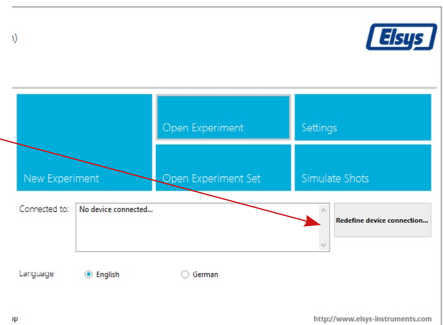 )
Elsys
Open Experiment
Settings
New Experiment
Open Experiment Set
Simulate Shots
Connected to:
No device connected...
Redefine device connection...
Language
English
German
http://www.elsys-instruments.com